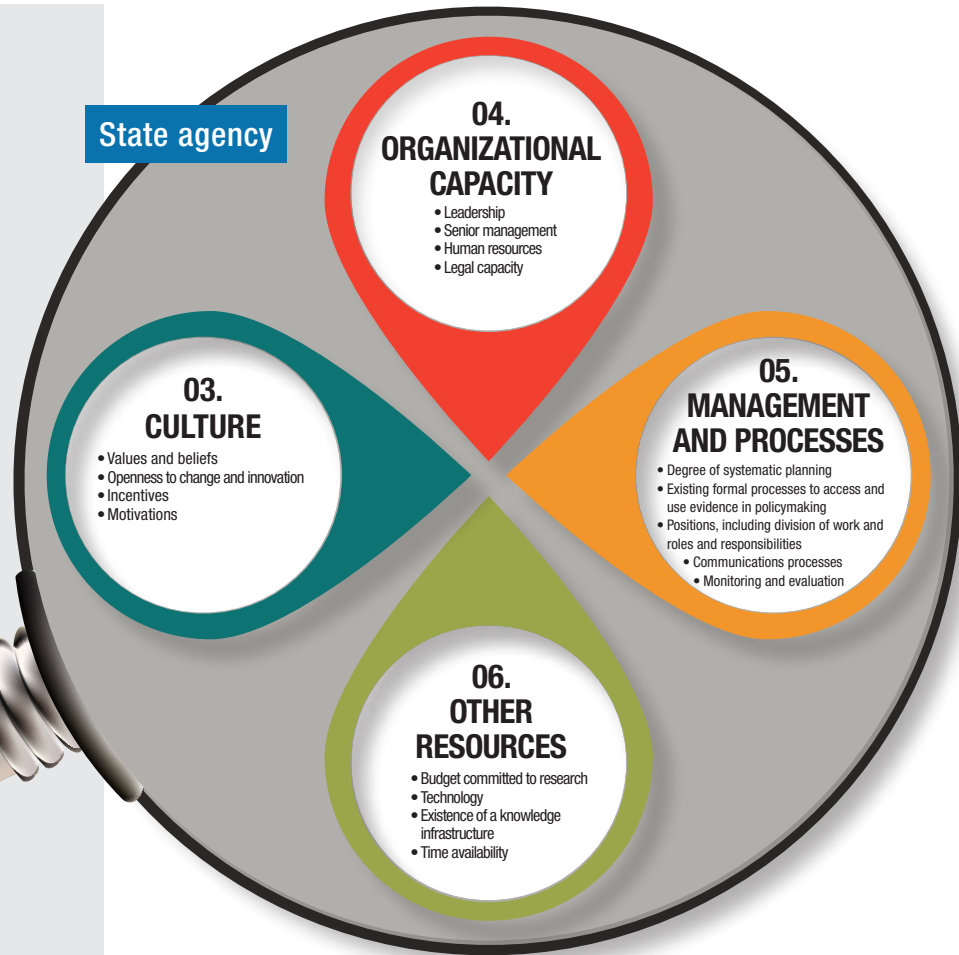 State agency
04.
ORGANIZATIONAL
CAPACITY
• Leadership
• Senior management
• Human resources
• Legal capacity
03.
CULTURE
• Values and beliefs
• Openness to change and innovation
• Incentives
• Motivations
05.
MANAGEMENT
AND PROCESSES
• Degree of systematic planning
• Existing formal processes to access and
use evidence in policymaking
• Positions, including division of work and
roles and responsibilities
• Communications processes
• Monitoring and evaluation
06.
OTHER
RESOURCES
• Budget committed to research
• Technology
• Existence of a knowledge
infrastructure
• Time availability